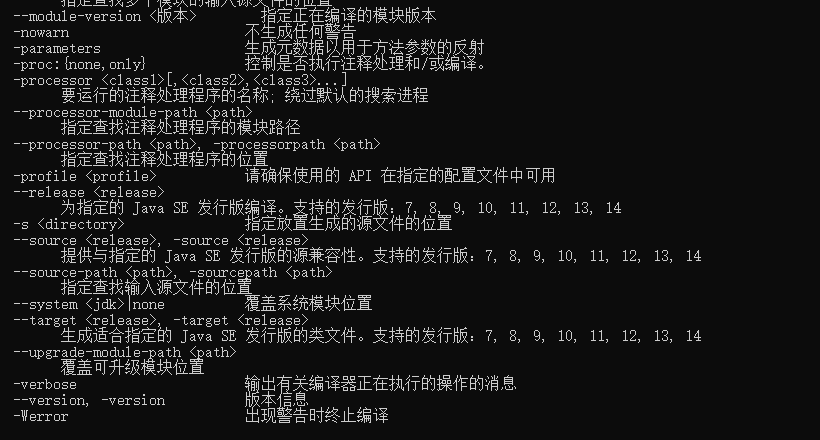 指定查找多个模块的输入源文件的位置
--module-version <版本>        指定正在编译的模块版本
-nowarn                      不生成任何警告
-parameters                  生成元数据以用于方法参数的反射
-proc:{none,only}            控制是否执行注释处理和/或编译。
-processor <class1>[,<class2>,<class3>...]
要运行的注释处理程序的名称; 绕过默认的搜索进程
--processor-module-path <path>
指定查找注释处理程序的模块路径
--processor-path <path>, -processorpath <path>
指定查找注释处理程序的位置
-profile <profile>           请确保使用的 API 在指定的配置文件中可用
--release <release>
为指定的 Java SE 发行版编译。支持的发行版: 7, 8, 9, 10, 11, 12, 13, 14
-s <directory>               指定放置生成的源文件的位置
--source <release>, -source <release>
提供与指定的 Java SE 发行版的源兼容性。支持的发行版: 7, 8, 9, 10, 11, 12, 13, 14
--source-path <path>, -sourcepath <path>
指定查找输入源文件的位置
--system <jdk>|none          覆盖系统模块位置
--target <release>, -target <release>
生成适合指定的 Java SE 发行版的类文件。支持的发行版: 7, 8, 9, 10, 11, 12, 13, 14
--upgrade-module-path <path>
覆盖可升级模块位置
-verbose                     输出有关编译器正在执行的操作的消息
--version, -version          版本信息
-Werror                      出现警告时终止编译